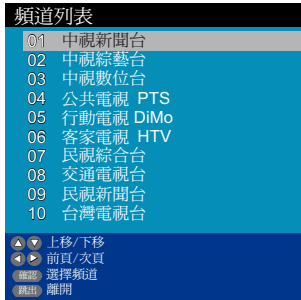 頻道列表
01 中視新聞台
02 中視綜藝台
03 中視數位台
04 公共電視 PTS
05 行動電視 DiMo
06 客家電視 HTV
07 民視綜合台
08 交通電視台
09 民視新聞台
10 台灣電視台
上移/下移
前頁/次頁
確認 選擇頻道
跳出 離開